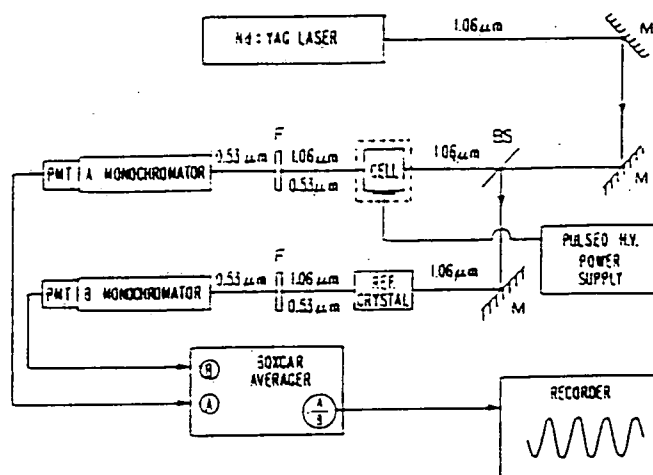 Nd:YAG LASER
1.06μm
M
0.53μm
F
1.06μm
0.53μm
CELL
1.06μm
BS
M
PMT A MONOCHROMATOR
PULSED H.V. POWER SUPPLY
0.53μm
F
1.06μm
0.53μm
REF. CRYSTAL
1.06μm
M
PMT B MONOCHROMATOR
B
A
BOXCAR AVERAGER
A
B
RECORDER